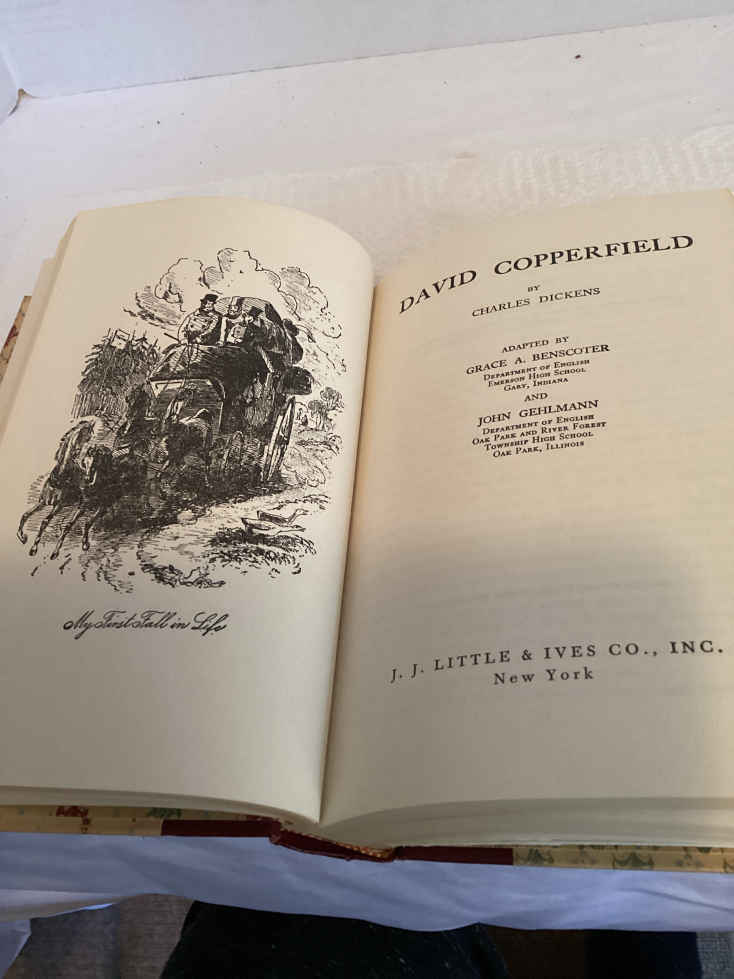 My First Fall in Life
DAVID COPPERFIELD
BY
CHARLES DICKENS
ADAPTED BY
GRACE A. BENSCOTER
DEPARTMENT OF ENGLISH
EMERSON HIGH SCHOOL
GARY, INDIANA
AND
JOHN GEHLMANN
DEPARTMENT OF ENGLISH
OAK PARK AND RIVER FOREST
TOWNSHIP HIGH SCHOOL
OAK PARK, ILLINOIS
J. J. LITTLE & IVES CO., INC.
New York